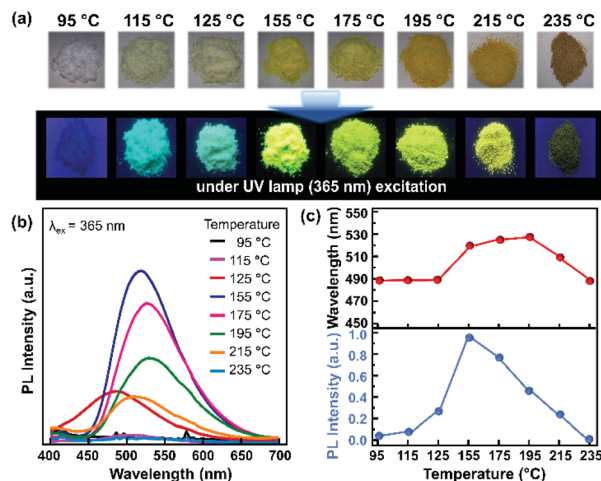 (a)
95 °C 115 °C 125 °C 155 °C 175 °C 195 °C 215 °C 235 °C
under UV lamp (365 nm) excitation
(b)
λex = 365 nm
Temperature
95 °C
115 °C
125 °C
155 °C
175 °C
195 °C
215 °C
235 °C
PL Intensity (a.u.)
400 450 500 550 600 650 700
Wavelength (nm)
(c)
Wavelength (nm)
550
530
510
490
470
450
PL Intensity (a.u.)
1.0
0.8
0.6
0.4
0.2
0.0
95 115 125 155 175 195 215 235
Temperature (°C)